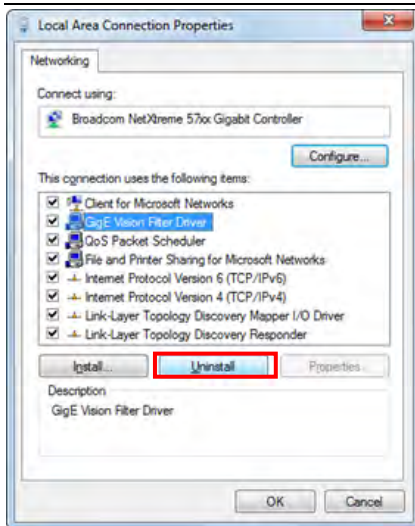 Local Area Connection Properties
Networking
Connect using:
Broadcom NetXtreme 57xx Gigabit Controller
Configure...
This connection uses the following items:
Client for Microsoft Networks
GigE Vision Filter Driver
QoS Packet Scheduler
File and Printer Sharing for Microsoft Networks
Internet Protocol Version 6 (TCP/IPv6)
Internet Protocol Version 4 (TCP/IPv4)
Link-Layer Topology Discovery Mapper I/O Driver
Link-Layer Topology Discovery Responder
Install... Uninstall Properties
Description
GigE Vision Filter Driver
OK Cancel